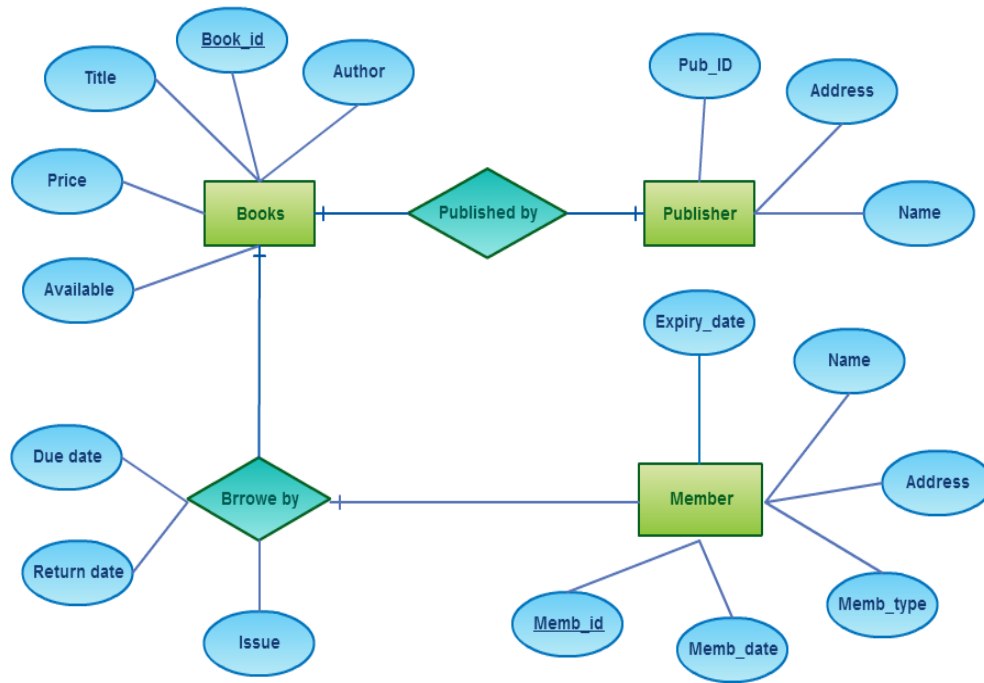 Book_id
Pub_ID
Title
Author
Address
Price
Books
Published by
Publisher
Name
Available
Expiry_date
Name
Due date
Brrowe by
Member
Address
Return date
Memb_type
Memb_id
Issue
Memb_date